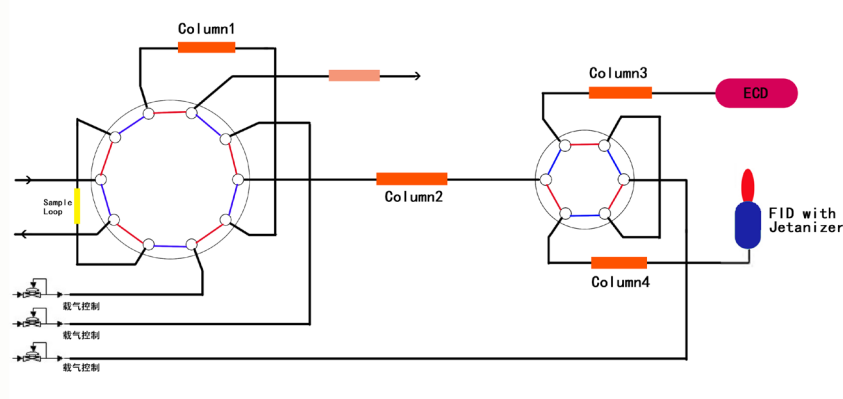 Column1
Column3
ECD
Column2
Sample
Loop
FID with
Jetanizer
Column4
载气控制
载气控制
载气控制